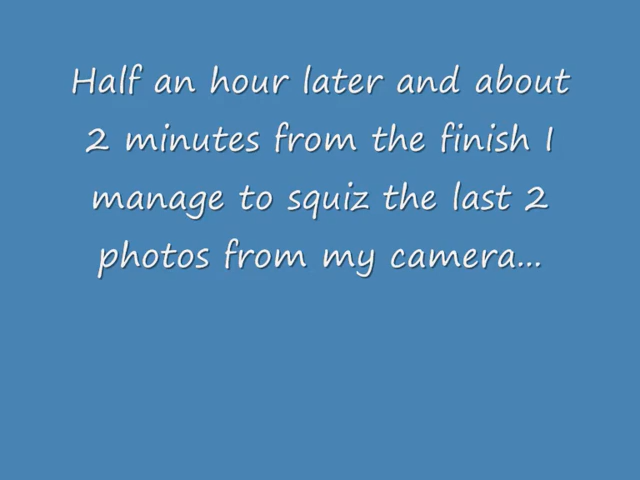 Half an hour later and about
2 minutes from the finish I
manage to squiz the last 2
photos from my camera...